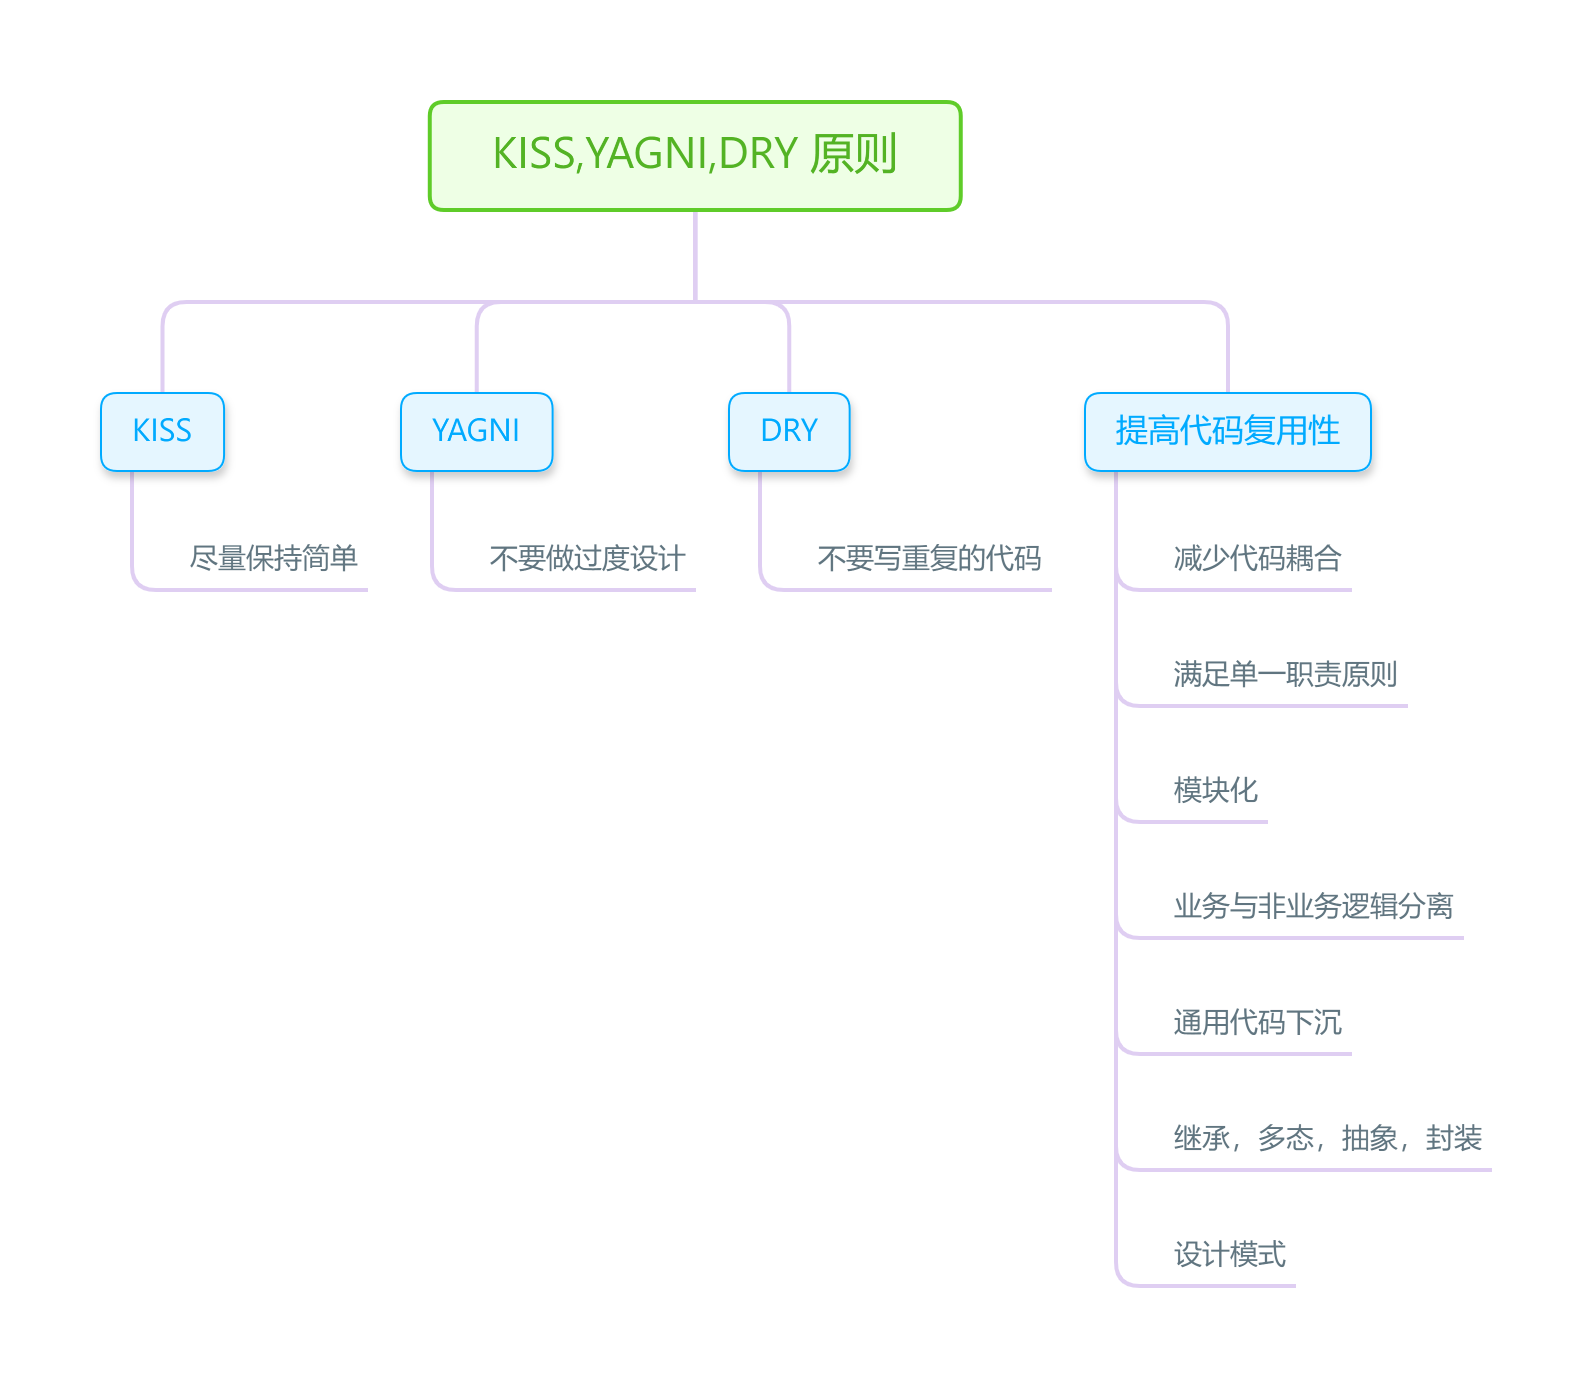 KISS,YAGNI,DRY 原则
KISS
YAGNI
DRY
提高代码复用性
尽量保持简单
不要做过度设计
不要写重复的代码
减少代码耦合
满足单一职责原则
模块化
业务与非业务逻辑分离
通用代码下沉
继承，多态，抽象，封装
设计模式